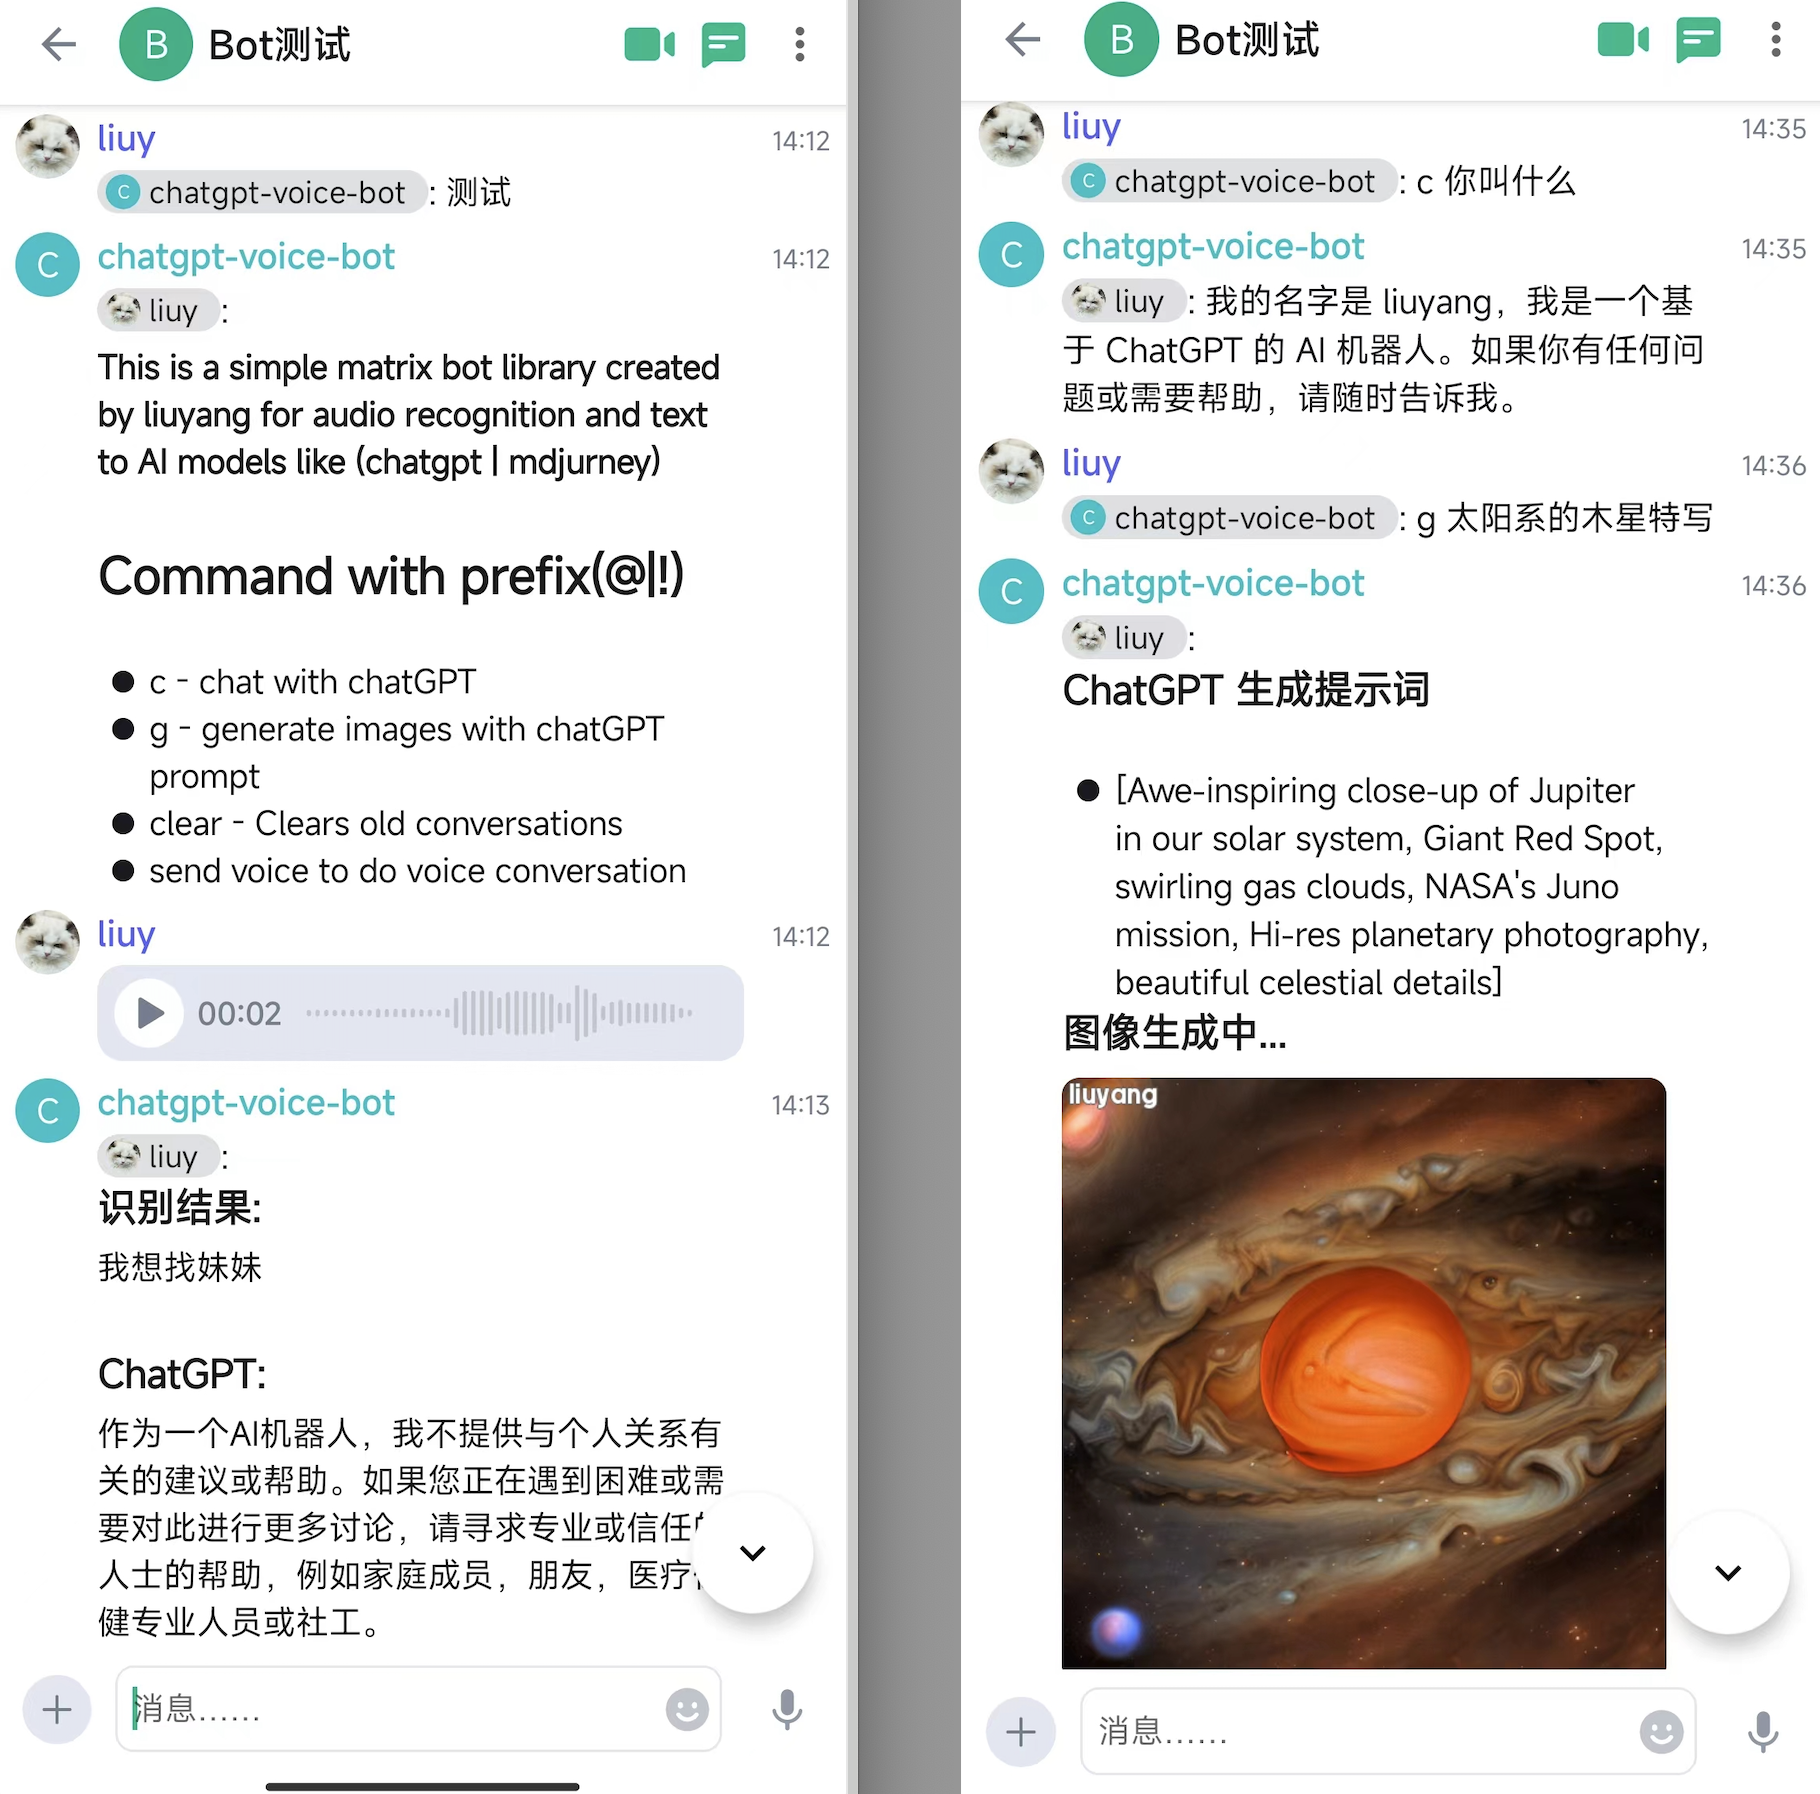 B Bot测试
liuy 14:12
C chatgpt-voice-bot : 测试
C chatgpt-voice-bot 14:12
liuy :
This is a simple matrix bot library created
by liuyang for audio recognition and text
to AI models like (chatgpt | mdjurney)
Command with prefix(@|!)
● c - chat with chatGPT
● g - generate images with chatGPT
prompt
● clear - Clears old conversations
● send voice to do voice conversation
liuy 14:12
00:02
C chatgpt-voice-bot 14:13
liuy :
识别结果:
我想找妹妹
ChatGPT:
作为一个AI机器人，我不提供与个人关系有
关的建议或帮助。如果您正在遇到困难或需
要对此进行更多讨论，请寻求专业或信任
人士的帮助，例如家庭成员，朋友，医疗
健专业人员或社工。
消息……
B Bot测试
liuy 14:35
C chatgpt-voice-bot : c 你叫什么
C chatgpt-voice-bot 14:35
liuy : 我的名字是 liuyang，我是一个基
于 ChatGPT 的 AI 机器人。如果你有任何问
题或需要帮助，请随时告诉我。
liuy 14:36
C chatgpt-voice-bot : g 太阳系的木星特写
C chatgpt-voice-bot 14:36
liuy :
ChatGPT 生成提示词
● [Awe-inspiring close-up of Jupiter
in our solar system, Giant Red Spot,
swirling gas clouds, NASA's Juno
mission, Hi-res planetary photography,
beautiful celestial details]
图像生成中...
liuyang
消息……